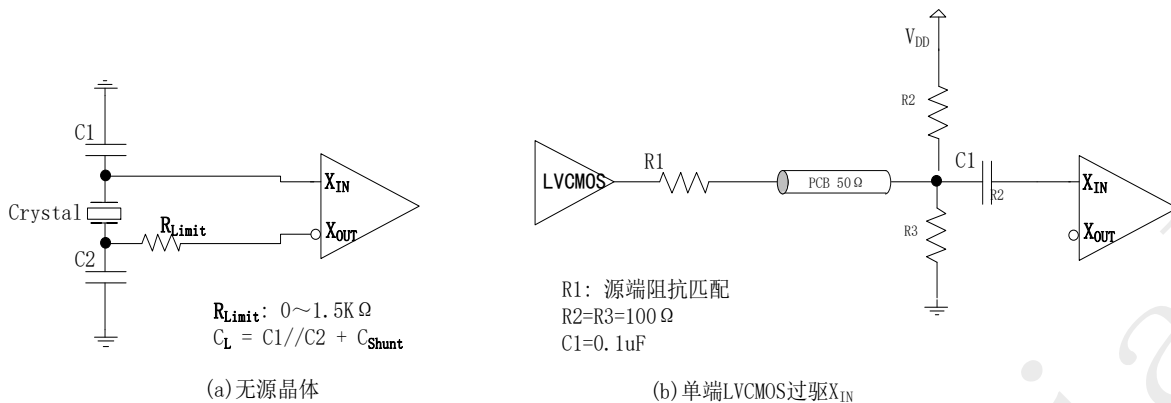 C1
X_IN
Crystal
R_Limit
X_OUT
C2
R_Limit: 0～1.5KΩ
C_L = C1//C2 + C_Shunt
(a)无源晶体
V_DD
R2
R1
C1
LVCMOS
PCB 50Ω
R2
X_IN
R3
X_OUT
R1: 源端阻抗匹配
R2=R3=100Ω
C1=0.1uF
(b)单端LVCMOS过驱X_IN